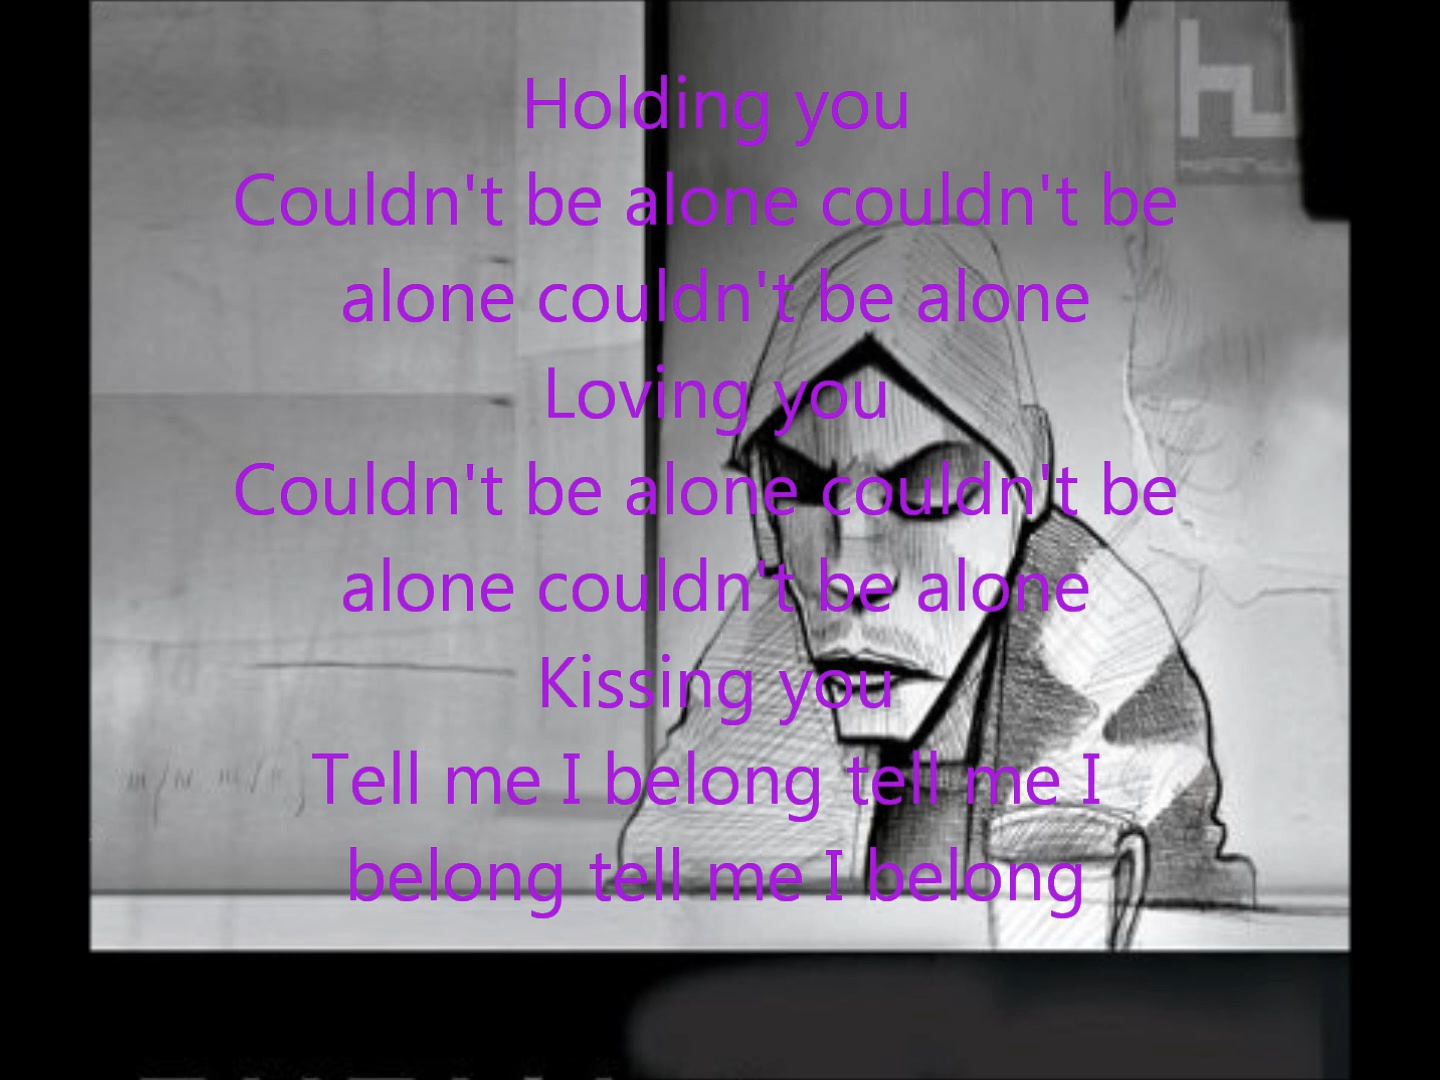 Holding you
Couldn't be alone couldn't be
alone couldn't be alone
Loving you
Couldn't be alone couldn't be
alone couldn't be alone
Kissing you
Tell me I belong tell me I
belong tell me I belong